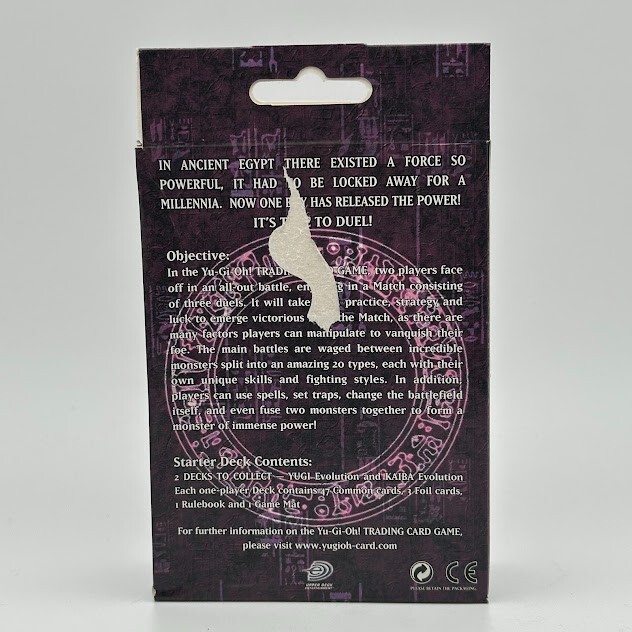 IN ANCIENT EGYPT THERE EXISTED A FORCE SO
POWERFUL, IT HAD TO BE LOCKED AWAY FOR A
MILLENNIA. NOW ONE HAS RELEASED THE POWER!
IT'S TO DUEL!
Objective:
In the Yu-Gi-Oh! GAME, two players face
off in an all-out battle, in a Match consisting
of three duels. It will take practice, strategy and
luck to emerge victorious the Match, as there are
many factors players can manipulate to vanquish their
foe. The main battles are waged between incredible
monsters split into an amazing 20 types, each with their
own unique skills and fighting styles. In addition,
players can use spells, set traps, change the battlefield
itself, and even fuse two monsters together to form a
monster of immense power!
Starter Deck Contents:
2 DECKS TO COLLECT - YUGI Evolution and KAIBA Evolution
Each one-player Deck contains 47 Common cards, 3 Foil cards,
1 Rulebook and 1 Game Mat
For further information on the Yu-Gi-Oh! TRADING CARD GAME,
please visit www.yugioh-card.com
UPPER DECK
ENTERTAINMENT
CE
PLEASE RETAIN THE PACKAGING